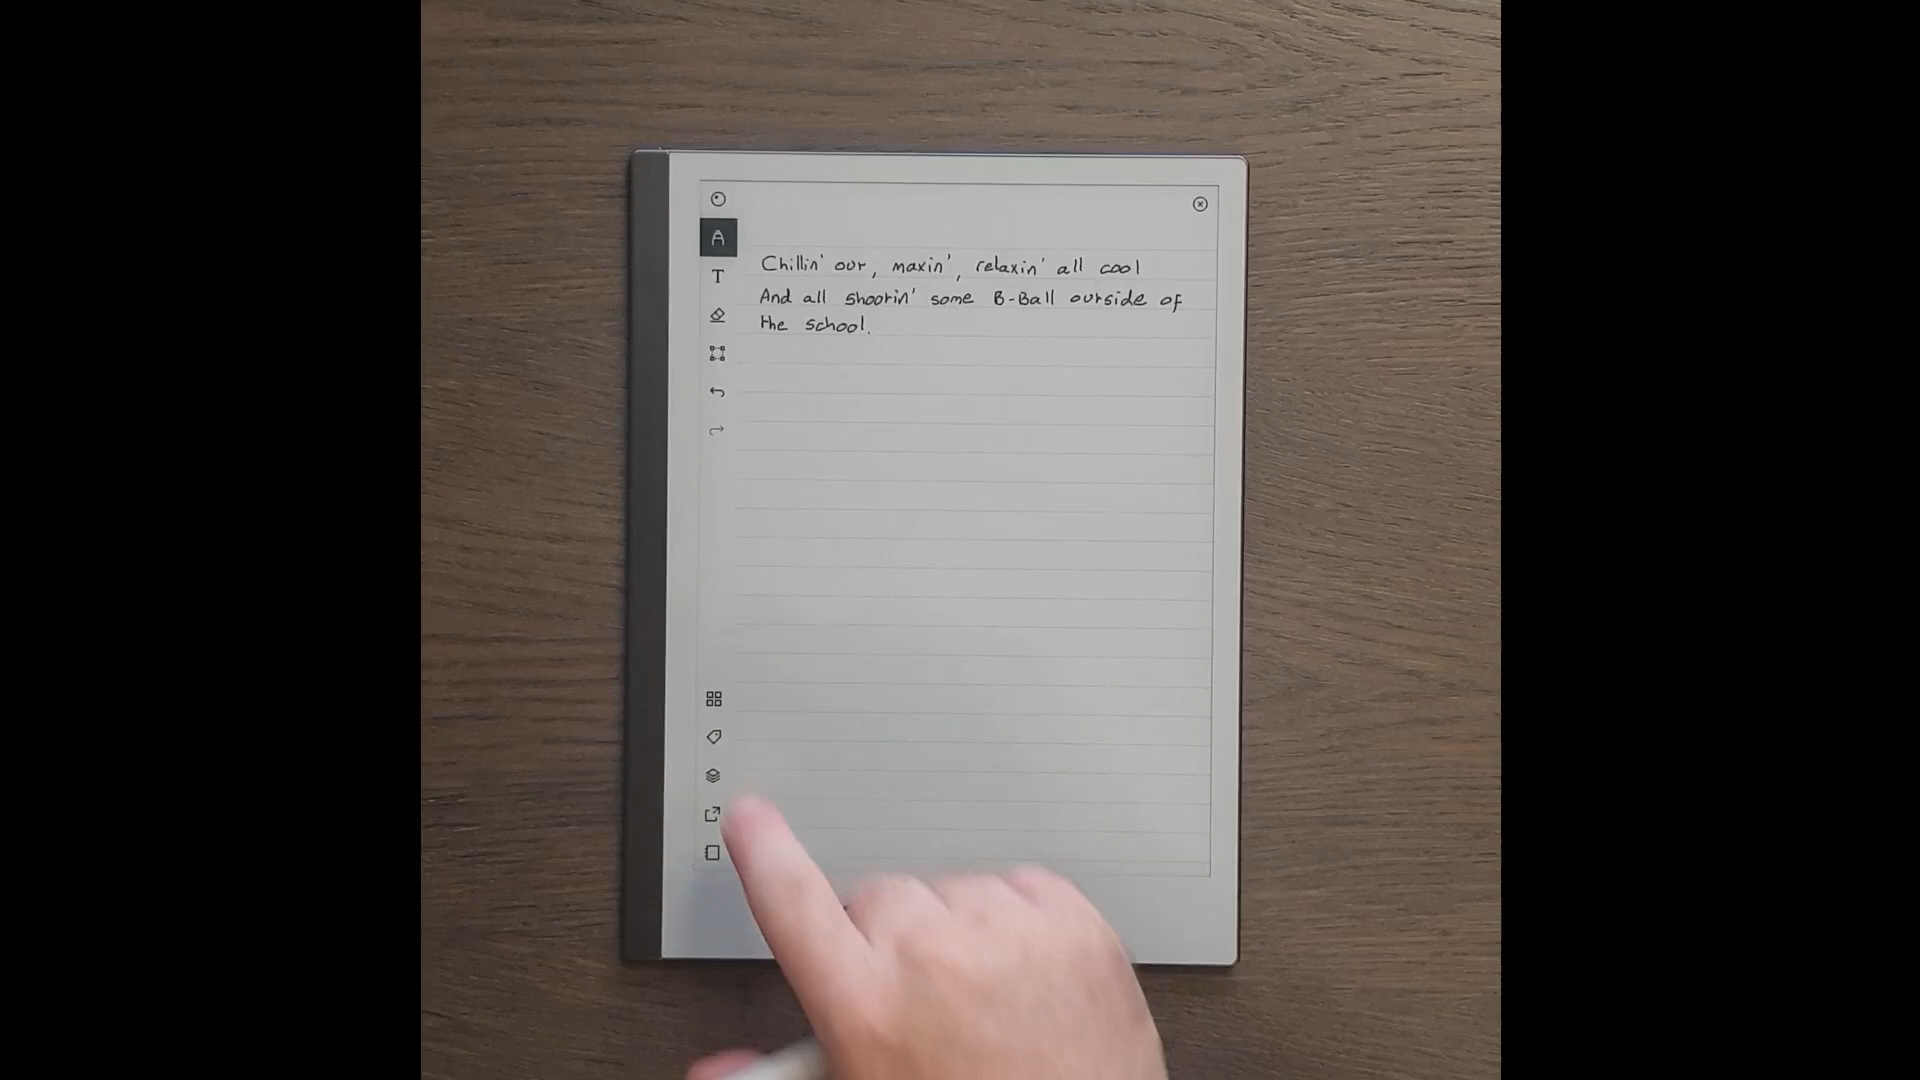 T
Chillin' out, maxin', relaxin' all cool
And all shootin' some B-Ball outside of
the school.